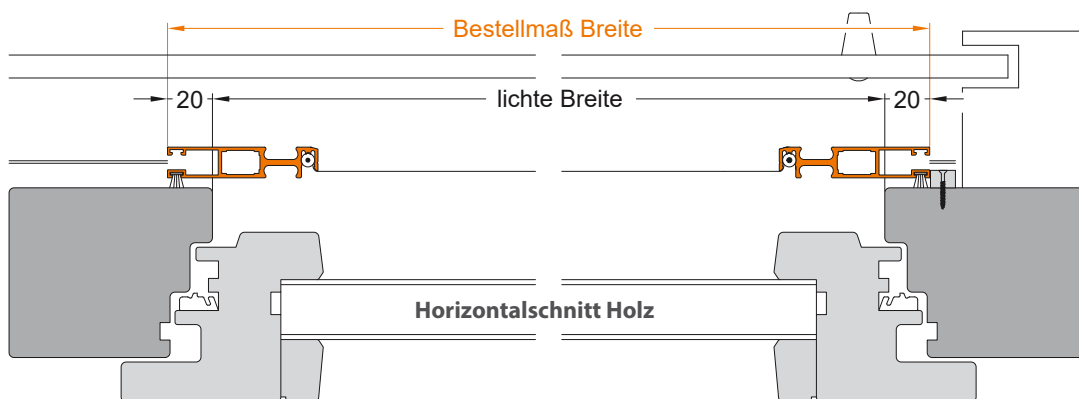 Bestellmaß Breite
20 lichte Breite 20
Horizontalschnitt Holz